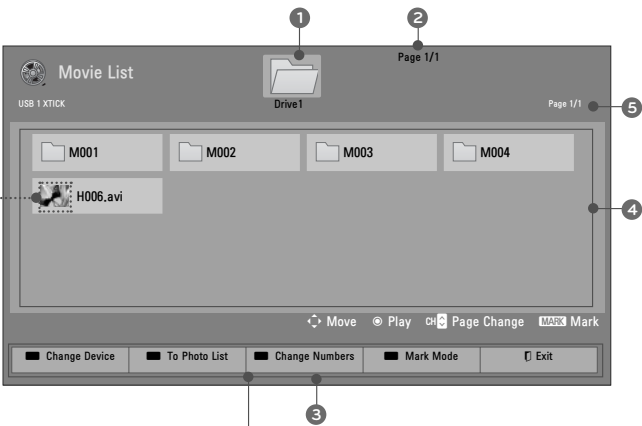 1
2
Page 1/1
Movie List
USB 1 XTICK
Drive1
Page 1/1
5
M001
M002
M003
M004
H006.avi
4
Move
Play
CH Page Change
MARK Mark
Change Device
To Photo List
Change Numbers
Mark Mode
Exit
3